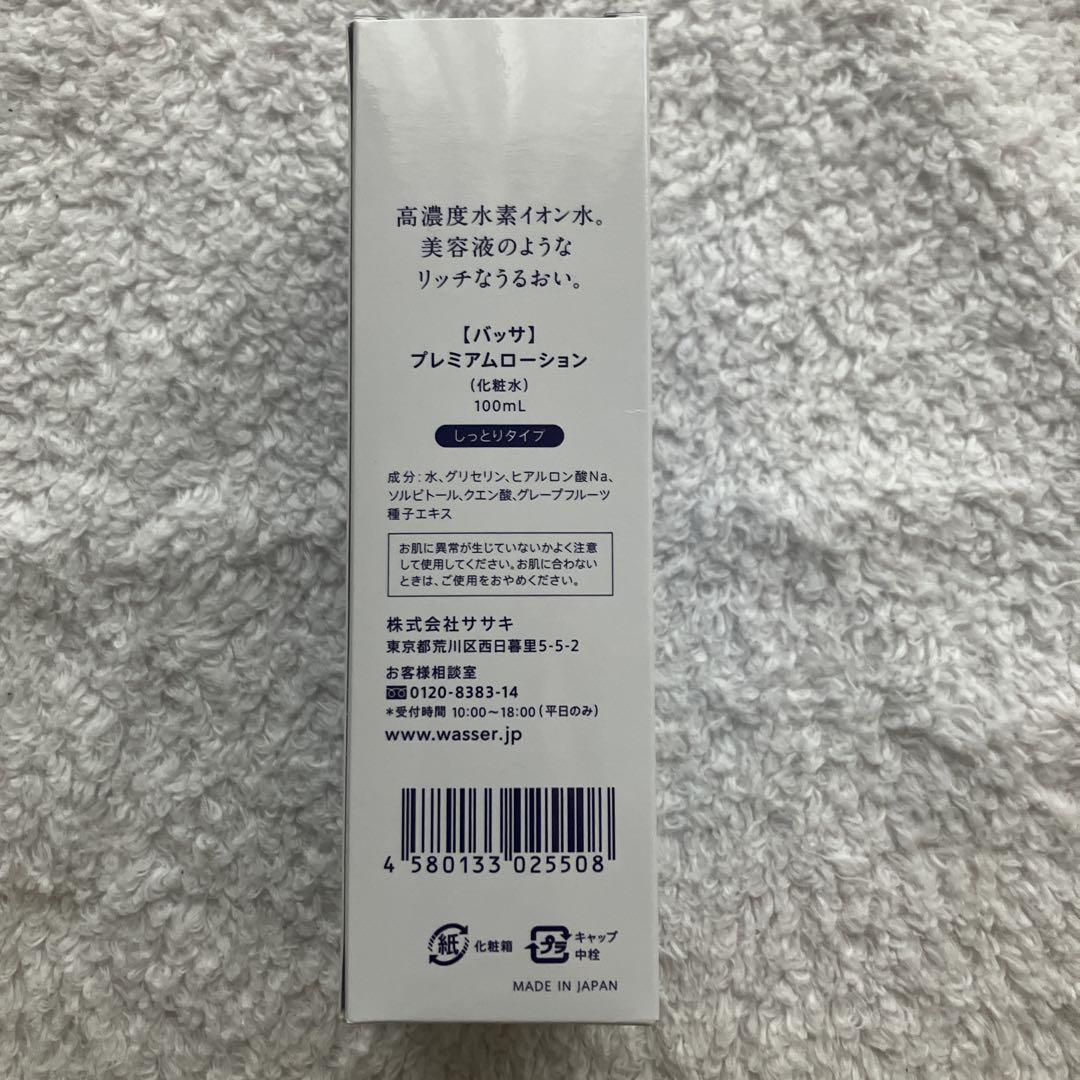 高濃度水素イオン水。
美容液のような
リッチなうるおい。
【バッサ】
プレミアムローション
(化粧水)
100mL
しっとりタイプ
成分:水、グリセリン、ヒアルロン酸Na、
ソルビトール、クエン酸、グレープフルーツ
種子エキス
お肌に異常が生じていないかよく注意
して使用してください。お肌に合わない
ときは、ご使用をおやめください。
株式会社ササキ
東京都荒川区西日暮里5-5-2
お客様相談室
0120-8383-14
*受付時間 10:00～18:00(平日のみ)
www.wasser.jp
4 580133 025508
紙 化粧箱
プラ キャップ
中栓
MADE IN JAPAN